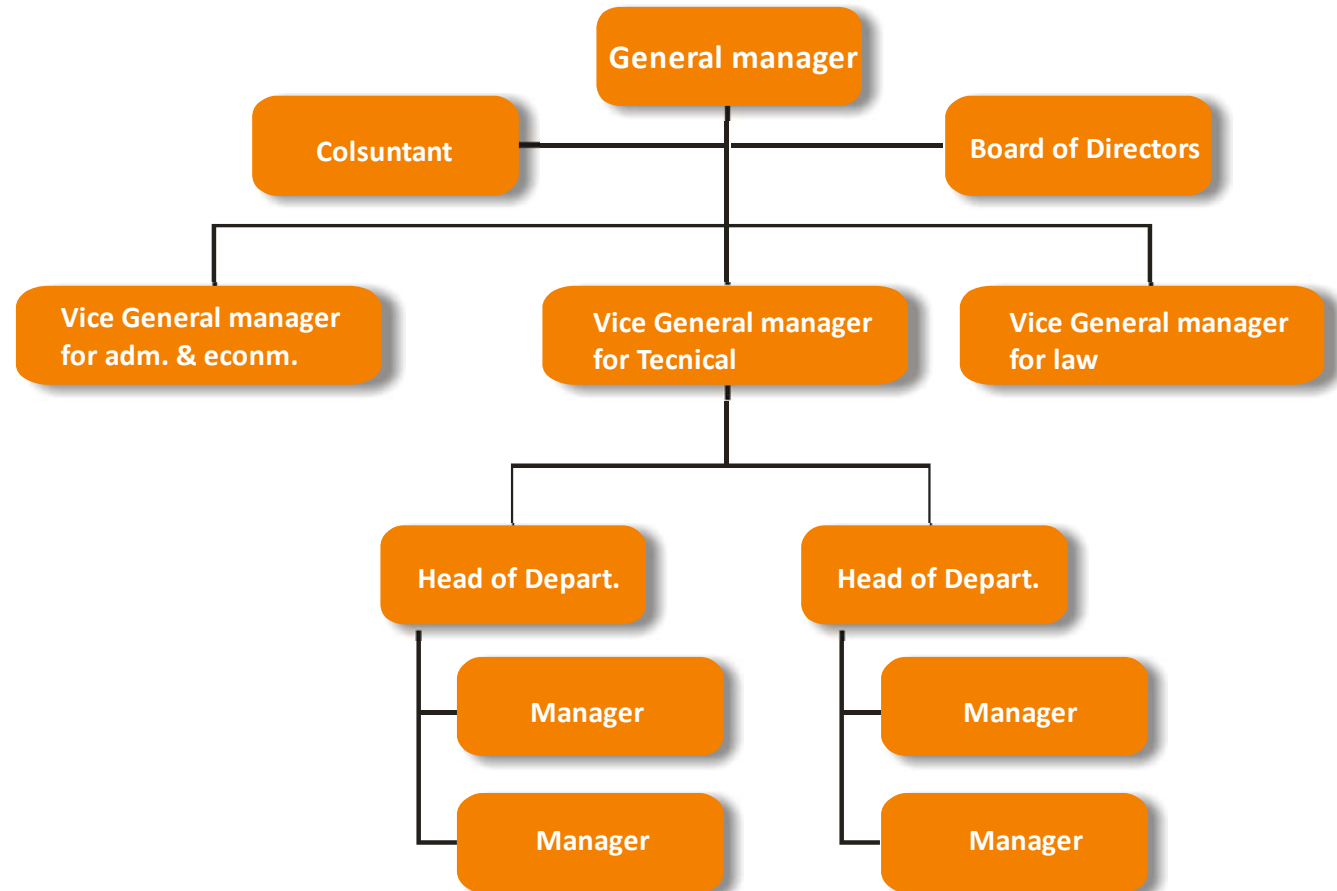 General manager
Colsuntant
Board of Directors
Vice General manager
for adm. & econm.
Vice General manager
for Tecnical
Vice General manager
for law
Head of Depart.
Head of Depart.
Manager
Manager
Manager
Manager